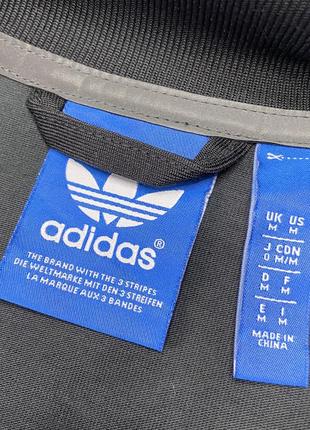 adidas®
THE BRAND WITH THE 3 STRIPES
DIE WELTMARKE MIT DEN 3 STREIFEN
LA MARQUE AUX 3 BANDES
UK US
M M
J CDN
O M/M
D F
M M
E I
M M
MADE IN
CHINA